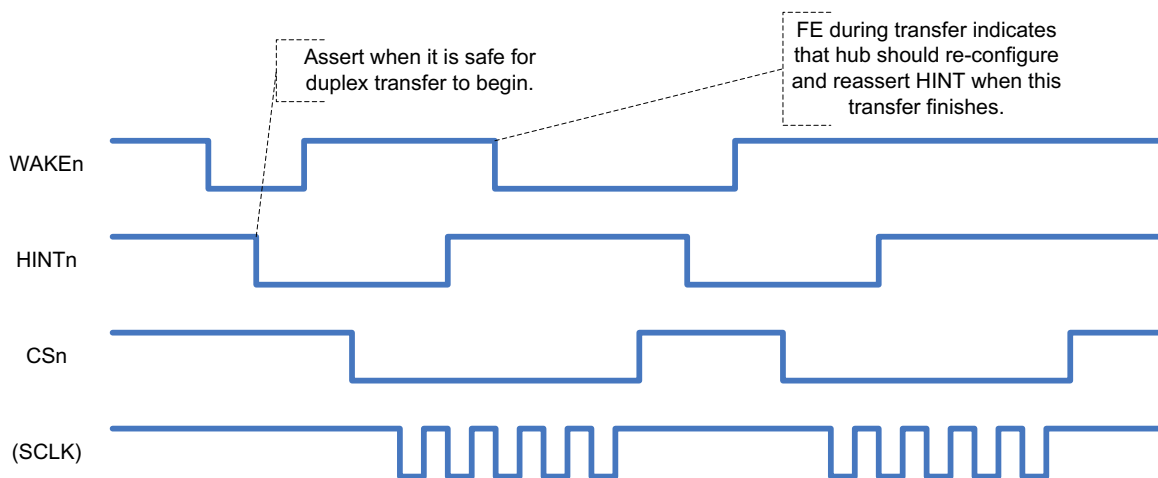 Assert when it is safe for
duplex transfer to begin.
FE during transfer indicates
that hub should re-configure
and reassert HINT when this
transfer finishes.
WAKEn
HINTn
CSn
(SCLK)